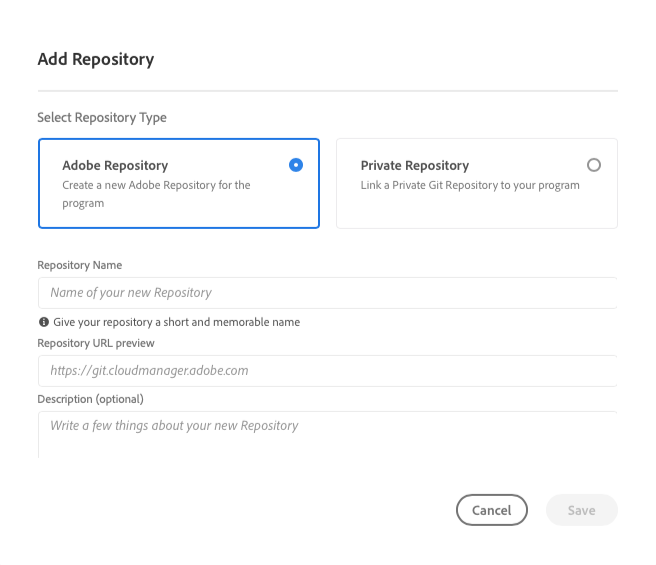 Add Repository
Select Repository Type
Adobe Repository
Create a new Adobe Repository for the
program
Private Repository
Link a Private Git Repository to your program
Repository Name
Name of your new Repository
Give your repository a short and memorable name
Repository URL preview
https://git.cloudmanager.adobe.com
Description (optional)
Write a few things about your new Repository
Cancel
Save